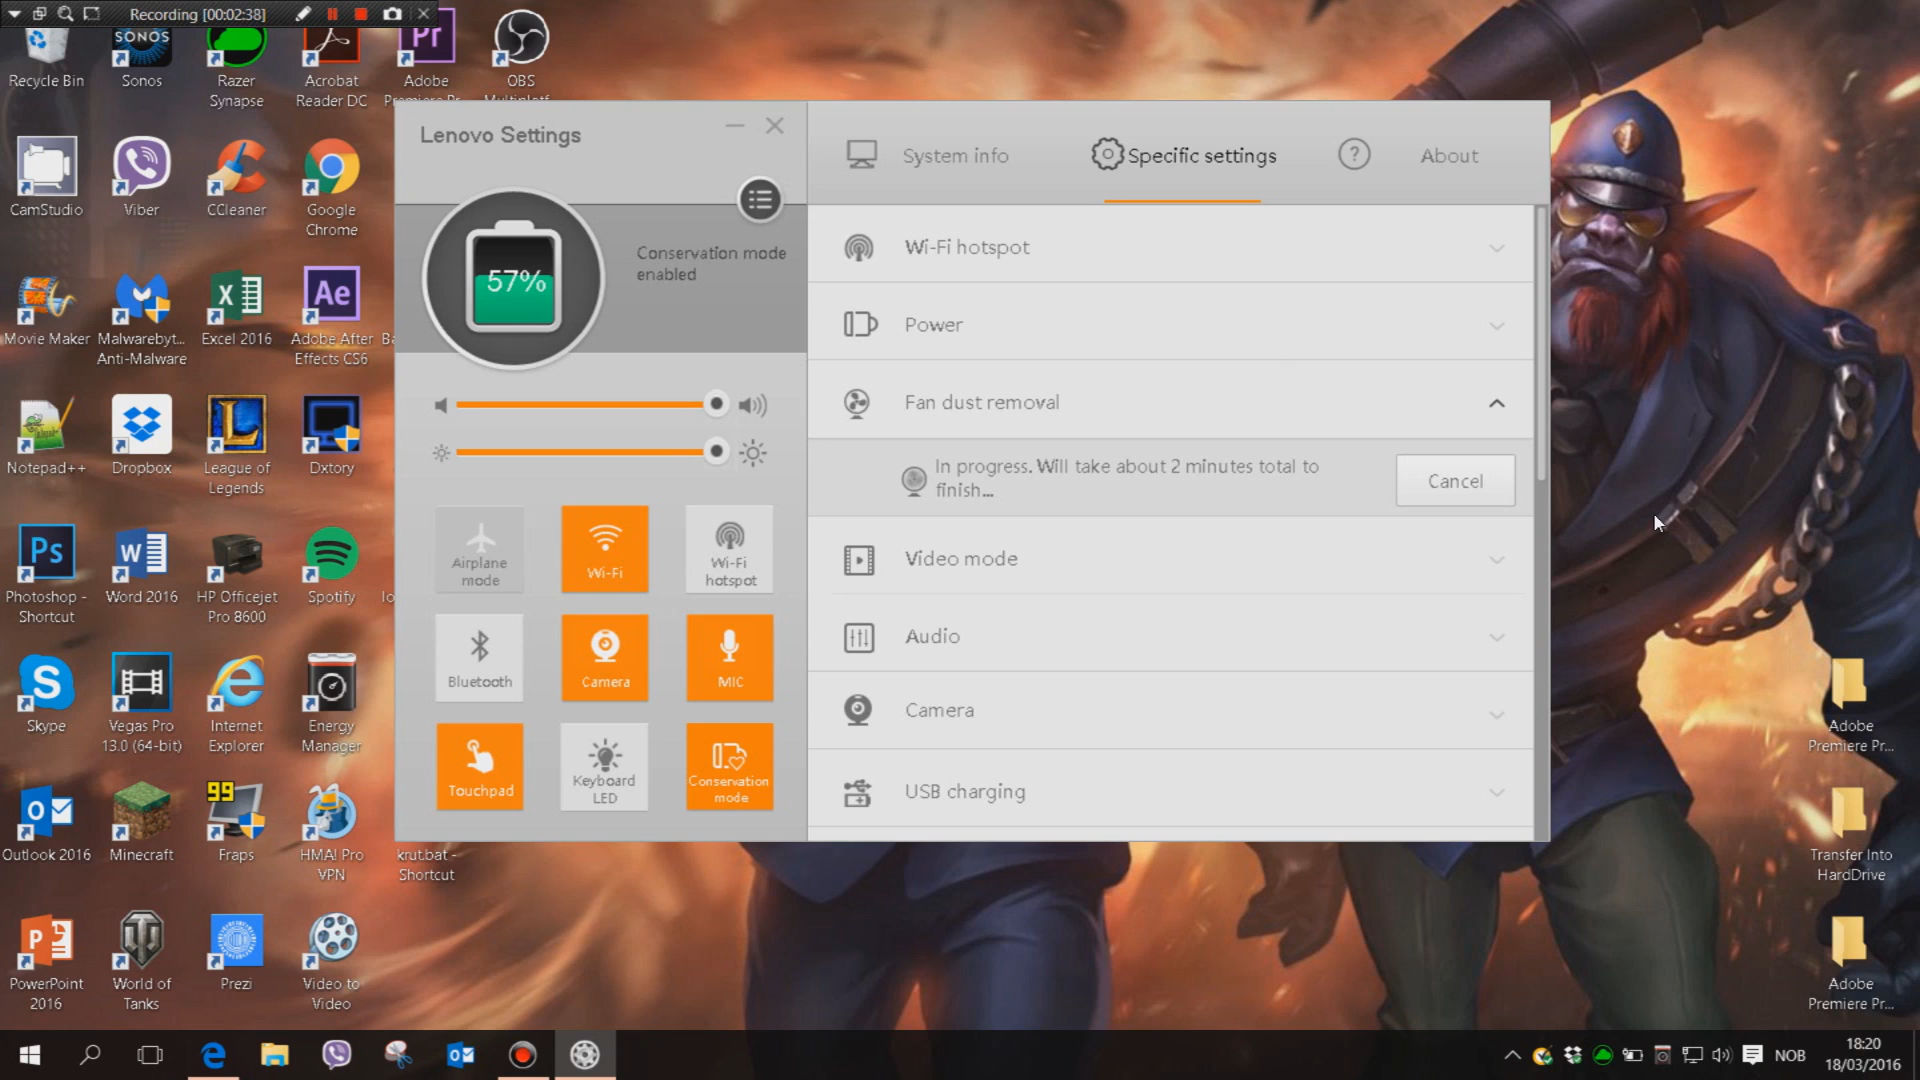 Recording [00:02:38]
SONOS
Recycle Bin
Sonos
Razer
Synapse
Acrobat
Reader DC
Pr
Adobe
OBS
CamStudio
Viber
CCleaner
Google
Chrome
Movie Maker
Malwarebyt...
Anti-Malware
X
Excel 2016
Ae
Adobe After
Effects CS6
Notepad++
Dropbox
L
League of
Legends
Dxtory
Ps
Photoshop -
Shortcut
W
Word 2016
HP Officejet
Pro 8600
Spotify
S
Skype
Vegas Pro
13.0 (64-bit)
Internet
Explorer
Energy
Manager
Outlook 2016
Minecraft
99
Fraps
HMA! Pro
VPN
krut.bat -
Shortcut
P
PowerPoint
2016
World of
Tanks
Prezi
Video to
Video
Lenovo Settings
57%
Conservation mode
enabled
Airplane
mode
Wi-Fi
Wi-Fi
hotspot
Bluetooth
Camera
MIC
Touchpad
Keyboard
LED
Conservation
mode
System info
Specific settings
?
About
Wi-Fi hotspot
Power
Fan dust removal
In progress. Will take about 2 minutes total to
finish...
Cancel
Video mode
Audio
Camera
USB charging
Adobe
Premiere Pr...
Transfer Into
HardDrive
Adobe
Premiere Pr...
NOB
18:20
18/03/2016